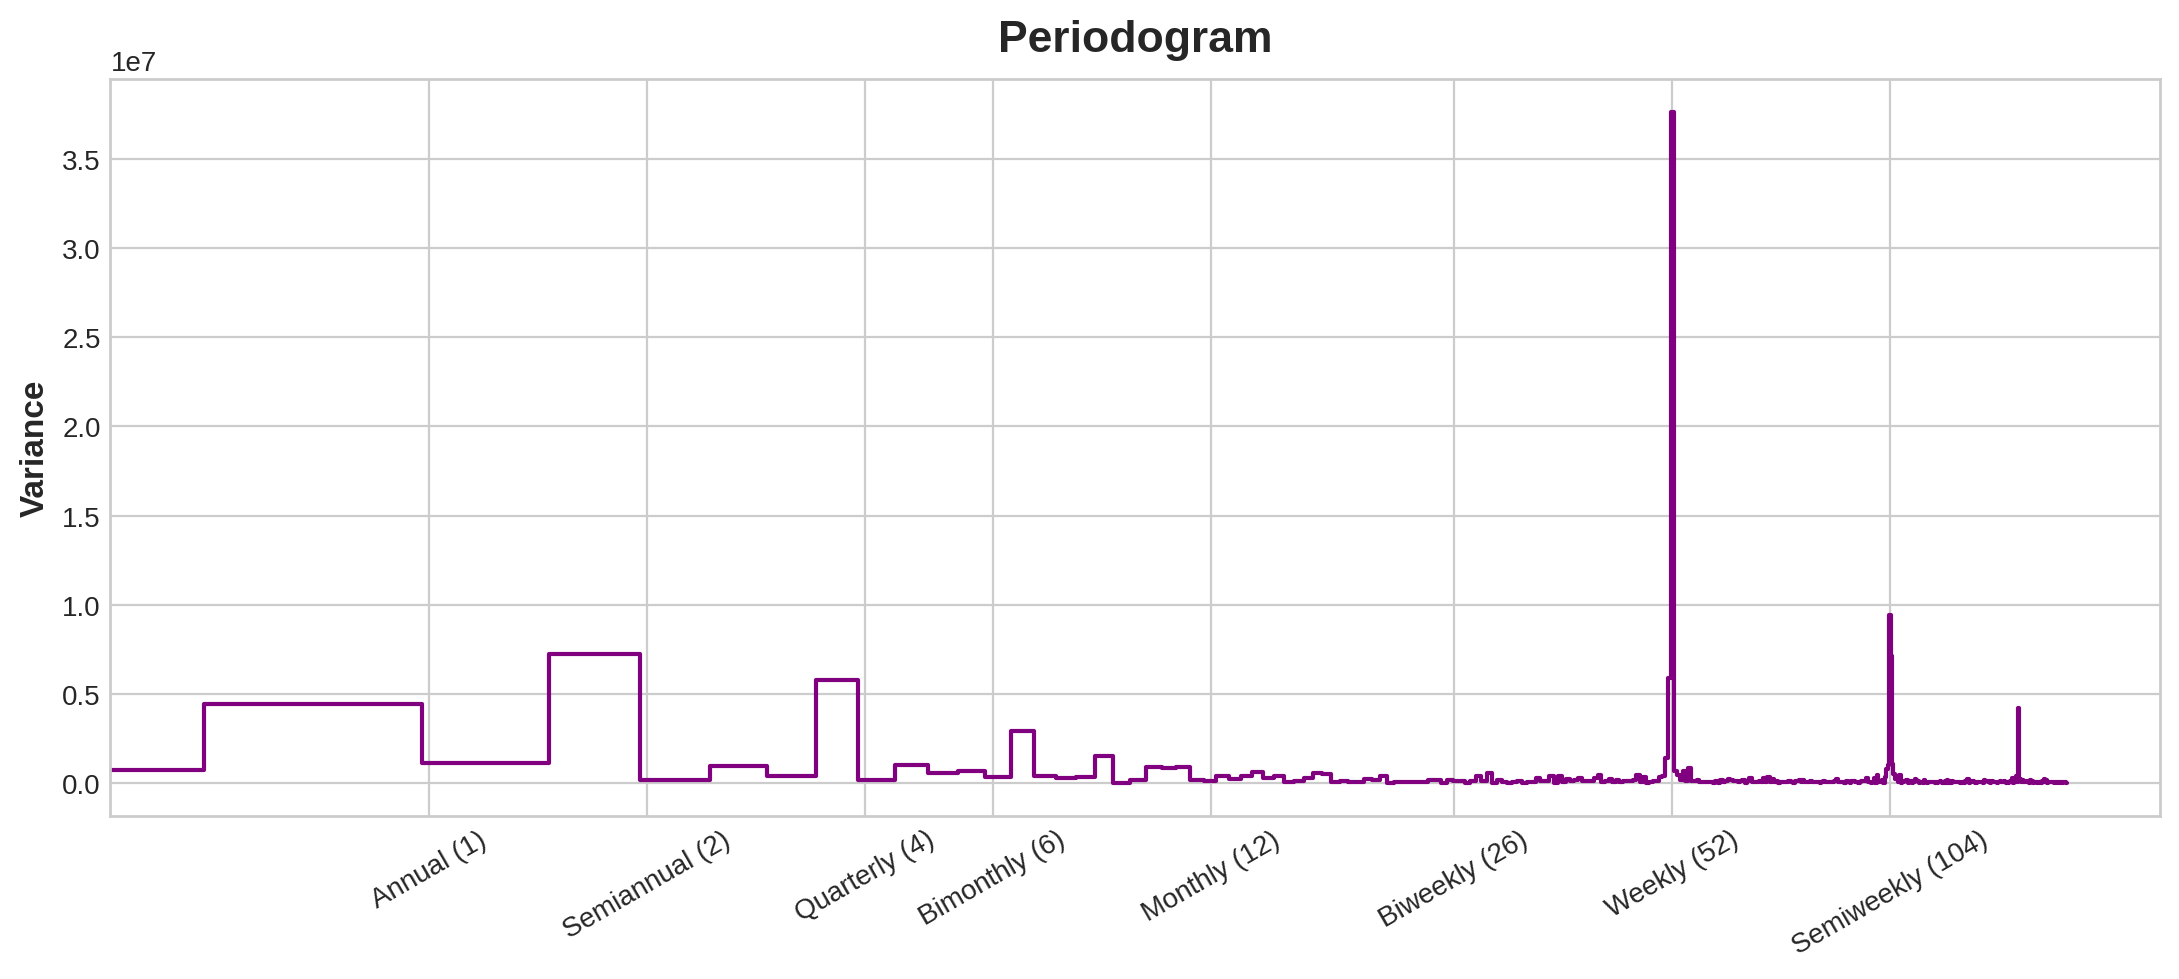 Periodogram
1e7
Variance
3.5
3.0
2.5
2.0
1.5
1.0
0.5
0.0
Annual (1)
Semiannual (2)
Quarterly (4)
Bimonthly (6)
Monthly (12)
Biweekly (26)
Weekly (52)
Semiweekly (104)